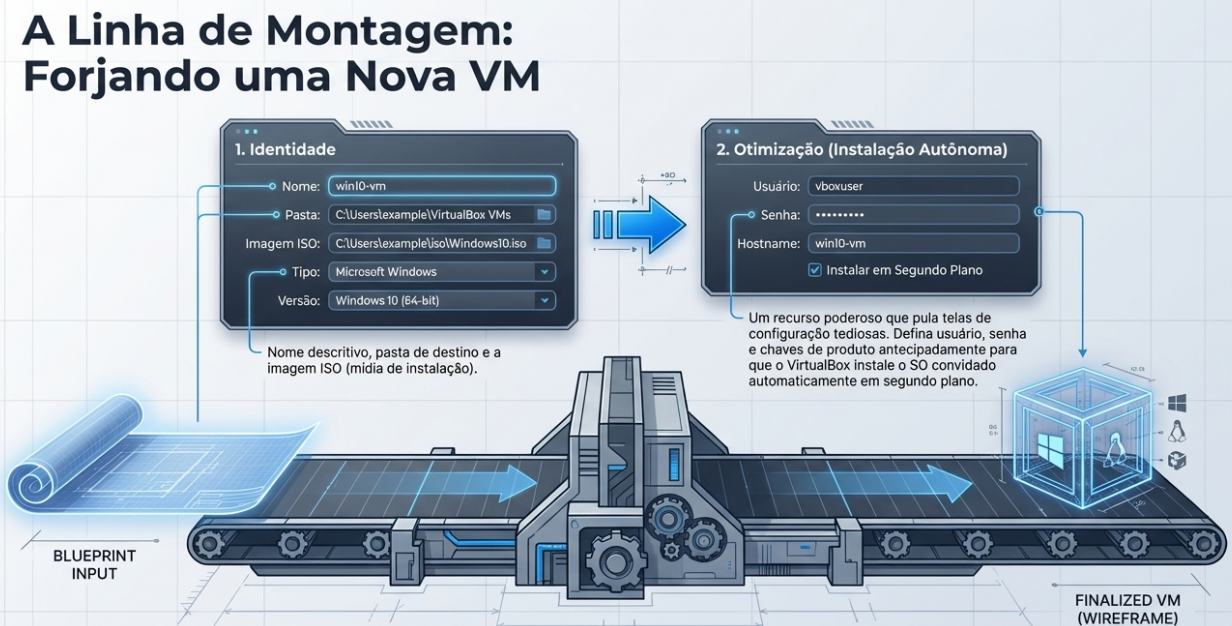 A Linha de Montagem:
Forjando uma Nova VM
1. Identidade
Nome: win10-vm
Pasta: C:\Users\example\VirtualBox VMs
Imagem ISO: C:\Users\example\iso\Windows10.iso
Tipo: Microsoft Windows
Versão: Windows 10 (64-bit)
Nome descritivo, pasta de destino e a
imagem ISO (mídia de instalação).
2. Otimização (Instalação Autônoma)
Usuário: vboxuser
Senha: •••••••••
Hostname: win10-vm
Instalar em Segundo Plano
Um recurso poderoso que pula telas de
configuração tediosas. Defina usuário, senha
e chaves de produto antecipadamente para
que o VirtualBox instale o SO convidado
automaticamente em segundo plano.
BLUEPRINT
INPUT
FINALIZED VM
(WIREFRAME)